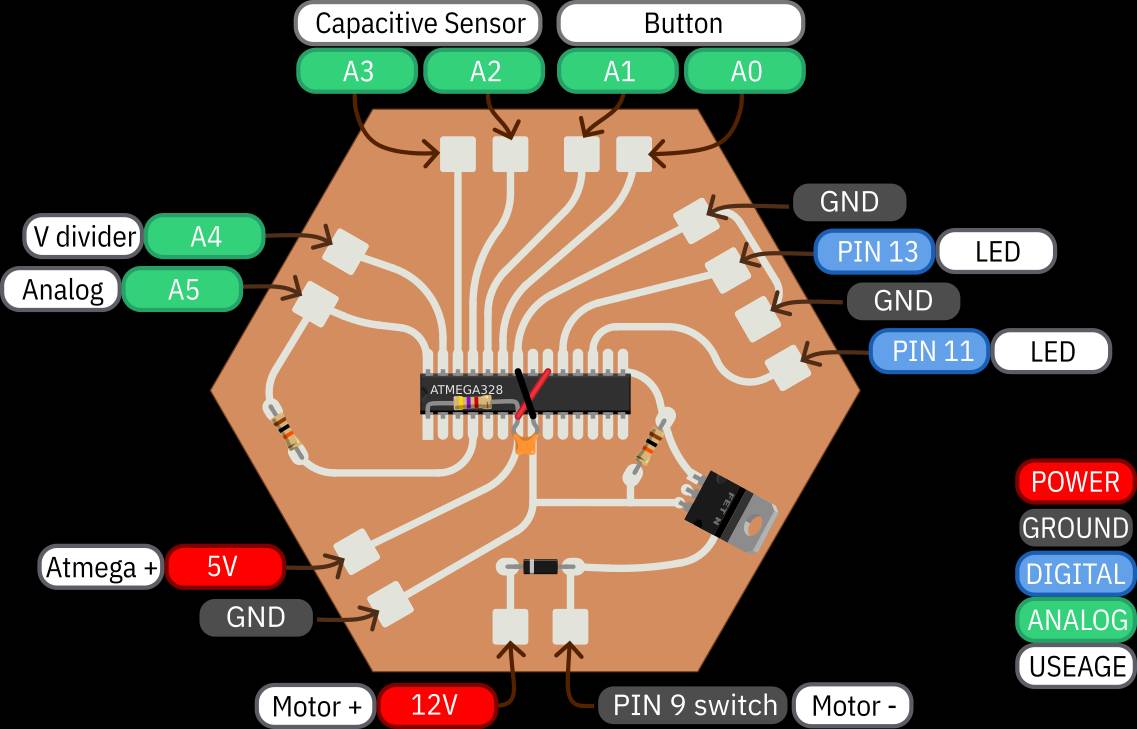 Capacitive Sensor
Button
A3
A2
A1
A0
GND
V divider
A4
PIN 13
LED
Analog
A5
GND
PIN 11
LED
ATMEGA328
POWER
FET N
GROUND
Atmega +
5V
DIGITAL
GND
ANALOG
USEAGE
Motor +
12V
PIN 9 switch
Motor -